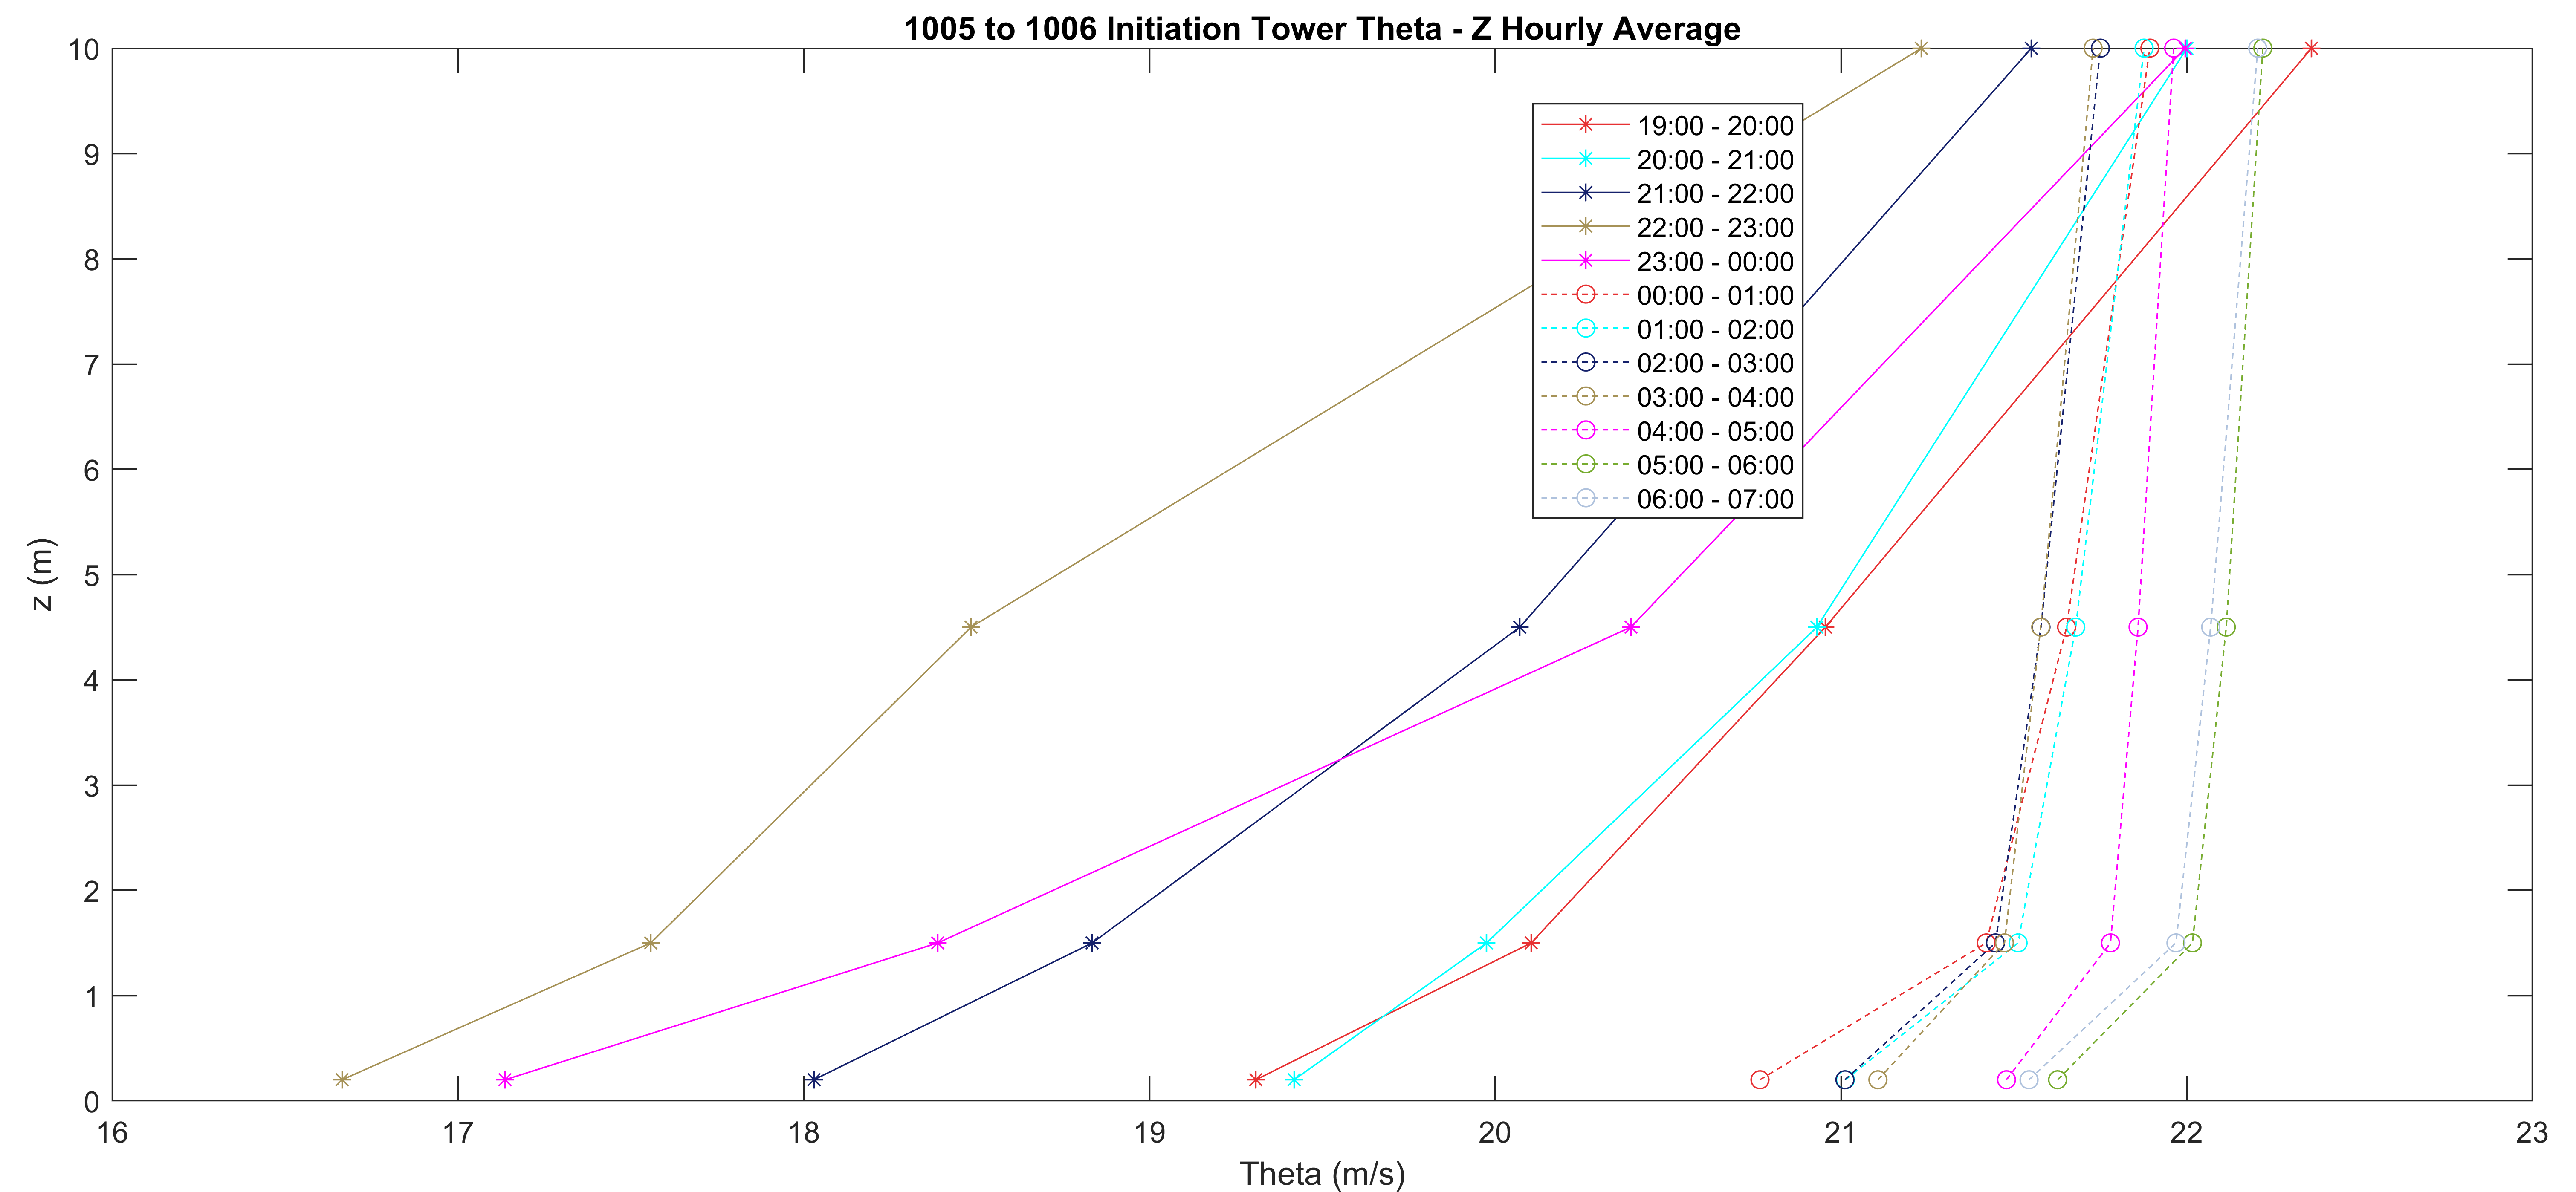 1005 to 1006 Initiation Tower Theta - Z Hourly Average
10
9
8
7
6
5
4
3
2
1
0
z (m)
19:00 - 20:00
20:00 - 21:00
21:00 - 22:00
22:00 - 23:00
23:00 - 00:00
00:00 - 01:00
01:00 - 02:00
02:00 - 03:00
03:00 - 04:00
04:00 - 05:00
05:00 - 06:00
06:00 - 07:00
16 17 18 19 20 21 22 23
Theta (m/s)